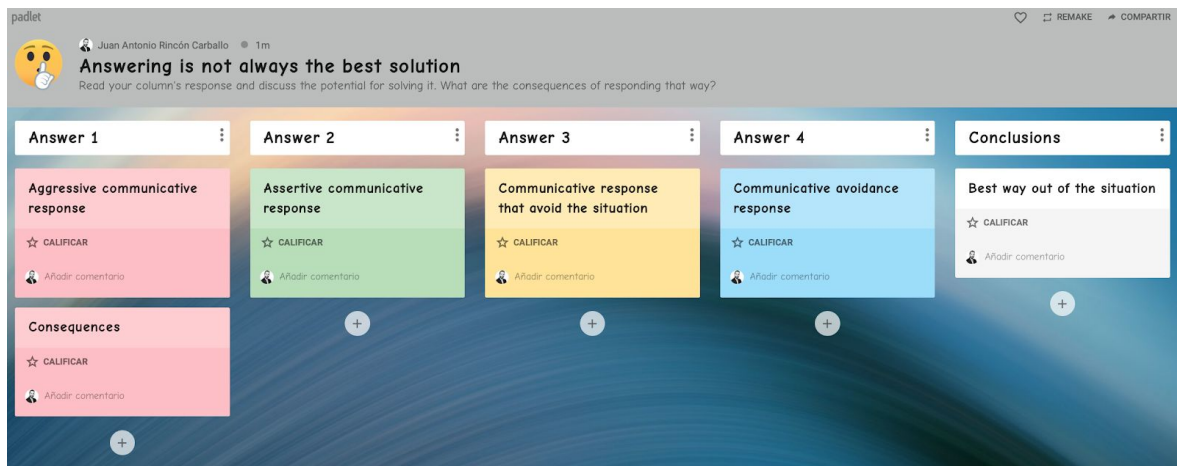 padlet
REMAKE
COMPARTIR
Juan Antonio Rincón Carballo 1m
Answering is not always the best solution
Read your column's response and discuss the potential for solving it. What are the consequences of responding that way?
Answer 1
Aggressive communicative
response
CALIFICAR
Añadir comentario
Consequences
CALIFICAR
Añadir comentario
Answer 2
Assertive communicative
response
CALIFICAR
Añadir comentario
Answer 3
Communicative response
that avoid the situation
CALIFICAR
Añadir comentario
Answer 4
Communicative avoidance
response
CALIFICAR
Añadir comentario
Conclusions
Best way out of the situation
CALIFICAR
Añadir comentario